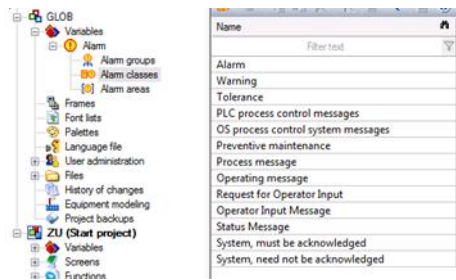 GLOB
Variables
Alarm
Alarm groups
Alarm classes
Alarm areas
Frames
Font lists
Palettes
Language file
User administration
Files
History of changes
Equipment modeling
Project backups
ZU (Start project)
Variables
Screens
Functions
Name
Filter text
Alarm
Warning
Tolerance
PLC process control messages
OS process control system messages
Preventive maintenance
Process message
Operating message
Request for Operator Input
Operator Input Message
Status Message
System, must be acknowledged
System, need not be acknowledged